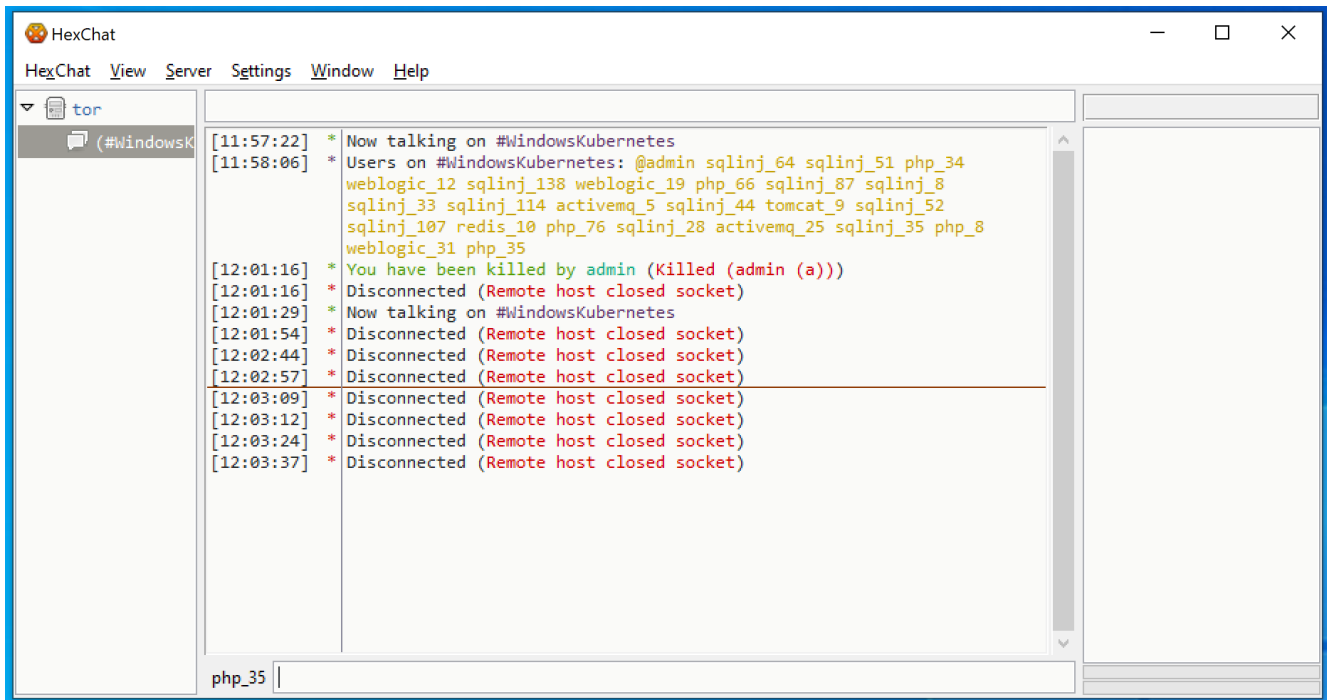 HexChat
HexChat View Server Settings Window Help
tor
(#WindowsK
[11:57:22] * Now talking on #WindowsKubernetes
[11:58:06] * Users on #WindowsKubernetes: @admin sqlinj_64 sqlinj_51 php_34
weblogic_12 sqlinj_138 weblogic_19 php_66 sqlinj_87 sqlinj_8
sqlinj_33 sqlinj_114 activemq_5 sqlinj_44 tomcat_9 sqlinj_52
sqlinj_107 redis_10 php_76 sqlinj_28 activemq_25 sqlinj_35 php_8
weblogic_31 php_35
[12:01:16] * You have been killed by admin (Killed (admin (a)))
[12:01:16] * Disconnected (Remote host closed socket)
[12:01:29] * Now talking on #WindowsKubernetes
[12:01:54] * Disconnected (Remote host closed socket)
[12:02:44] * Disconnected (Remote host closed socket)
[12:02:57] * Disconnected (Remote host closed socket)
[12:03:09] * Disconnected (Remote host closed socket)
[12:03:12] * Disconnected (Remote host closed socket)
[12:03:24] * Disconnected (Remote host closed socket)
[12:03:37] * Disconnected (Remote host closed socket)
php_35